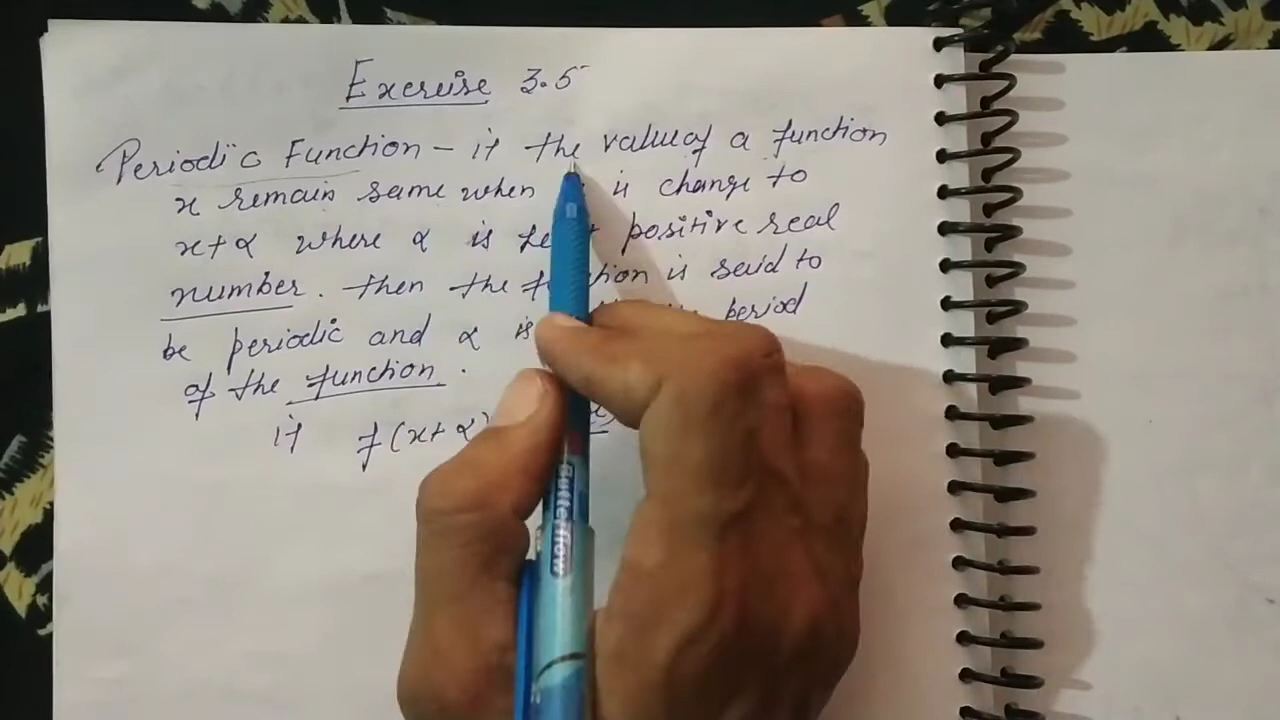 Exercise 3.5
Periodic Function - if the value of a function
x remain same when is change to
x+α where α is positive real
number. then the function is said to
be periodic and α is period
of the function.
if f(x+α)
Butterflow